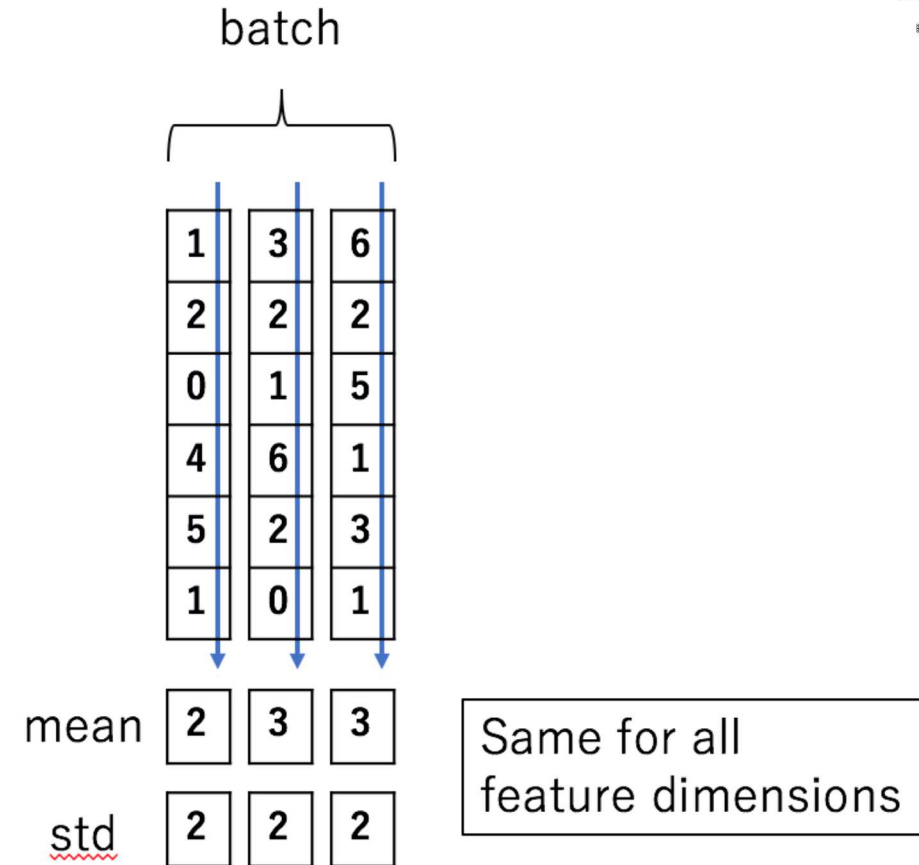 batch
1 3 6
2 2 2
0 1 5
4 6 1
5 2 3
1 0 1
mean 2 3 3
Same for all
feature dimensions
std 2 2 2